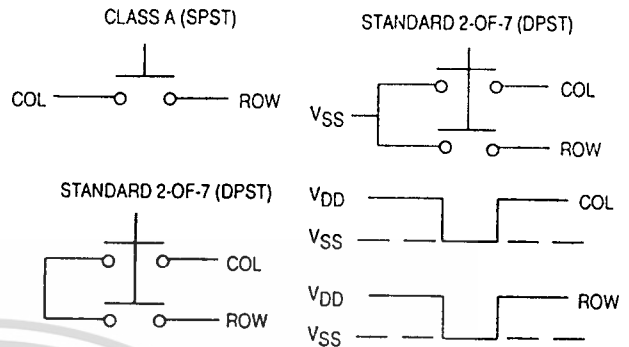 CLASS A (SPST)
COL
ROW
STANDARD 2-OF-7 (DPST)
VSS
COL
ROW
STANDARD 2-OF-7 (DPST)
COL
ROW
VDD
COL
VSS
VDD
ROW
VSS